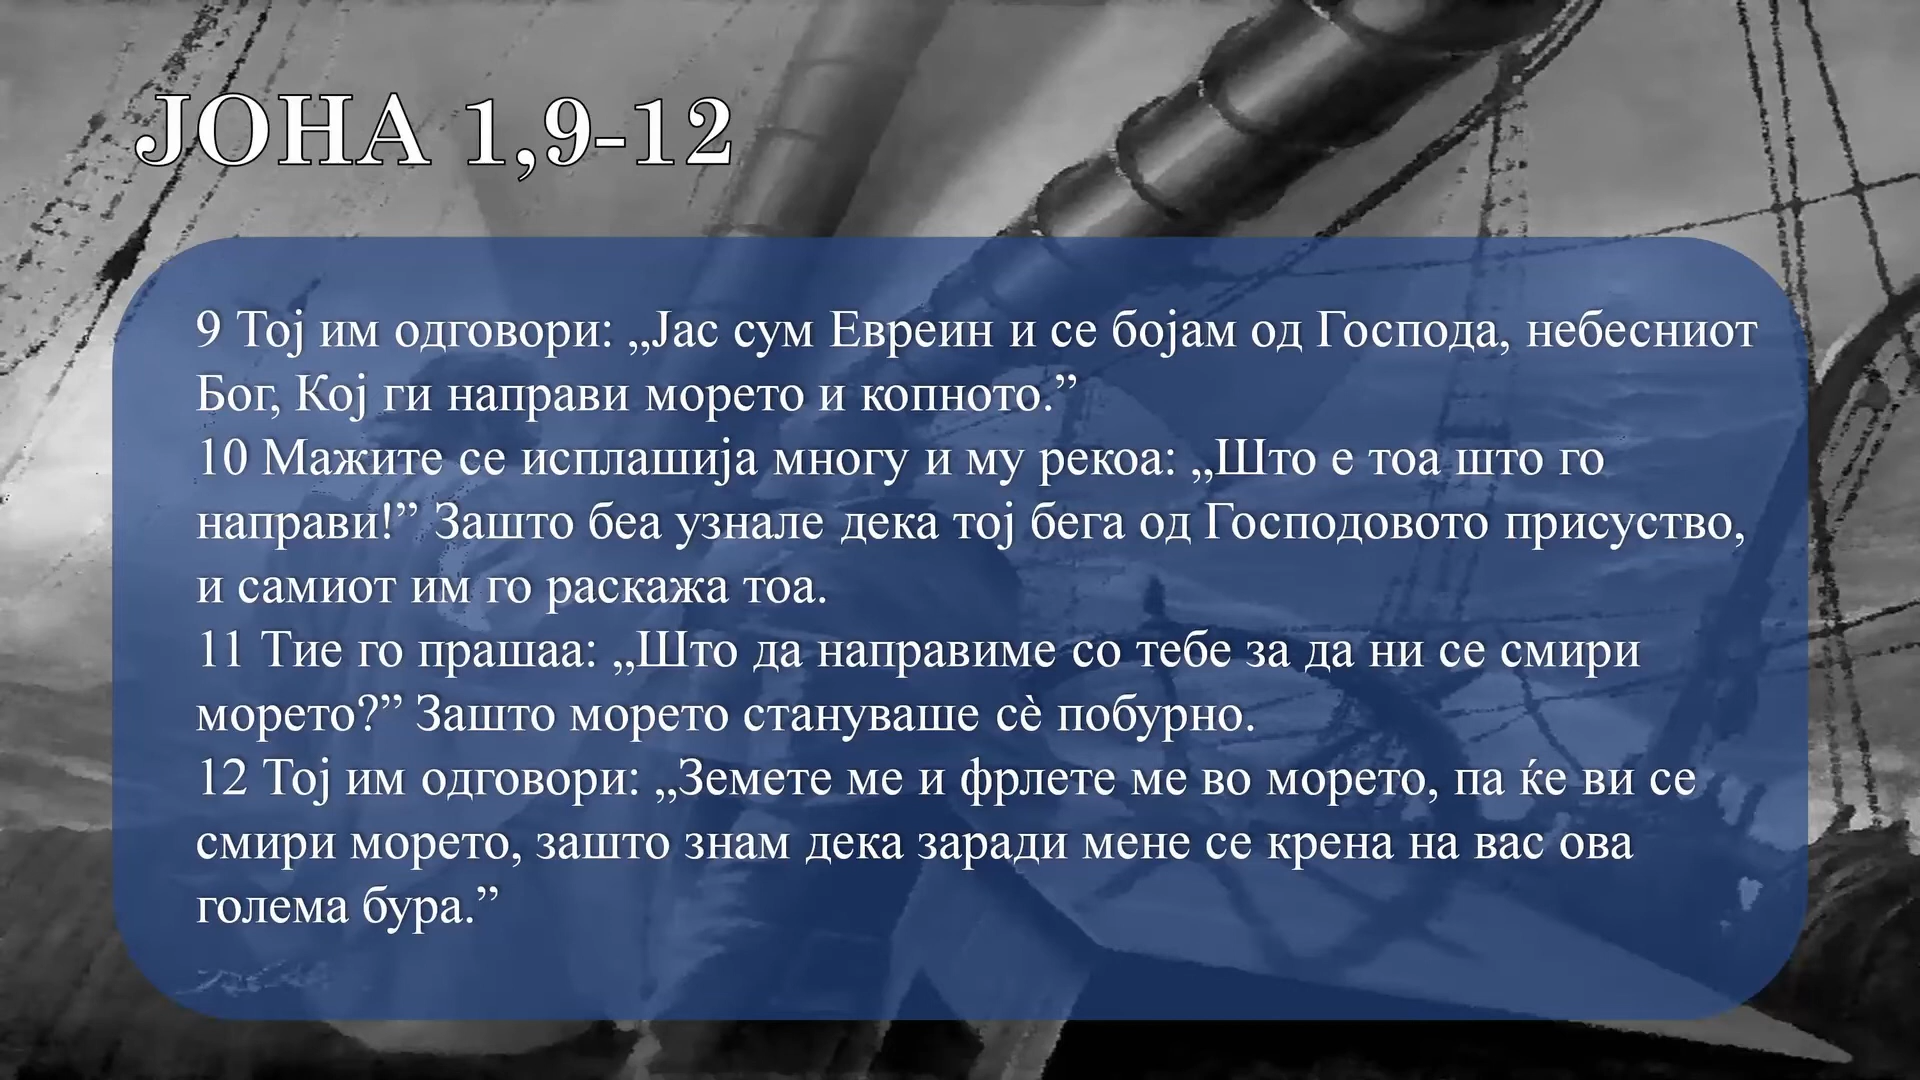 ЈОНА 1,9-12
9 Тој им одговори: „Јас сум Евреин и се бојам од Господа, небесниот
Бог, Кој ги направи морето и копното.”
10 Мажите се исплашија многу и му рекоа: „Што е тоа што го
направи!” Зашто беа узнале дека тој бега од Господовото присуство,
и самиот им го раскажа тоа.
11 Тие го прашаа: „Што да направиме со тебе за да ни се смири
морето?” Зашто морето стануваше сѐ побурно.
12 Тој им одговори: „Земете ме и фрлете ме во морето, па ќе ви се
смири морето, зашто знам дека заради мене се крена на вас ова
голема бура.”